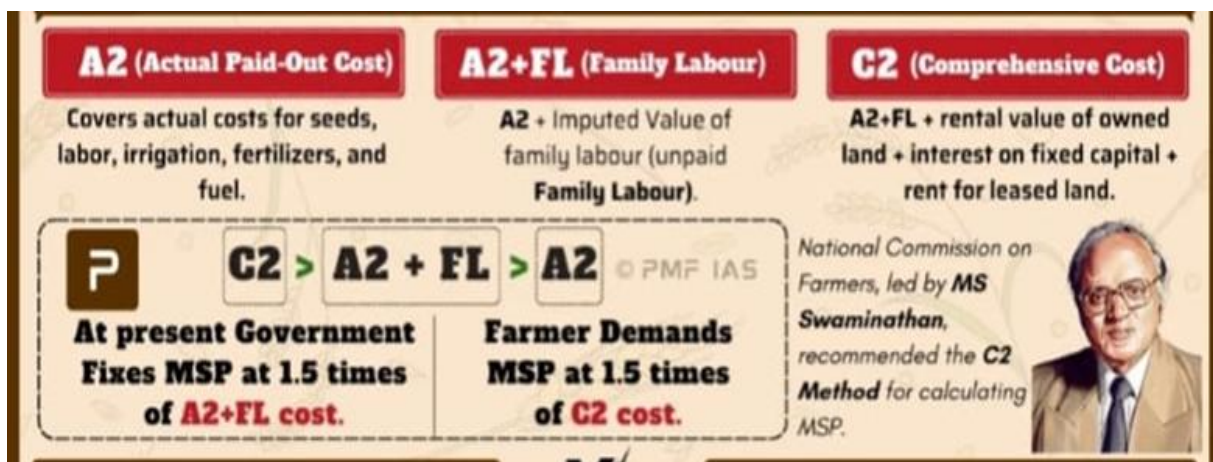 A2 (Actual Paid-Out Cost)
Covers actual costs for seeds,
labor, irrigation, fertilizers, and
fuel.
A2+FL (Family Labour)
A2 + Imputed Value of
family labour (unpaid
Family Labour).
C2 (Comprehensive Cost)
A2+FL + rental value of owned
land + interest on fixed capital +
rent for leased land.
P
C2 > A2 + FL > A2 © PMF IAS
At present Government
Fixes MSP at 1.5 times
of A2+FL cost.
Farmer Demands
MSP at 1.5 times
of C2 cost.
National Commission on
Farmers, led by MS
Swaminathan,
recommended the C2
Method for calculating
MSP.